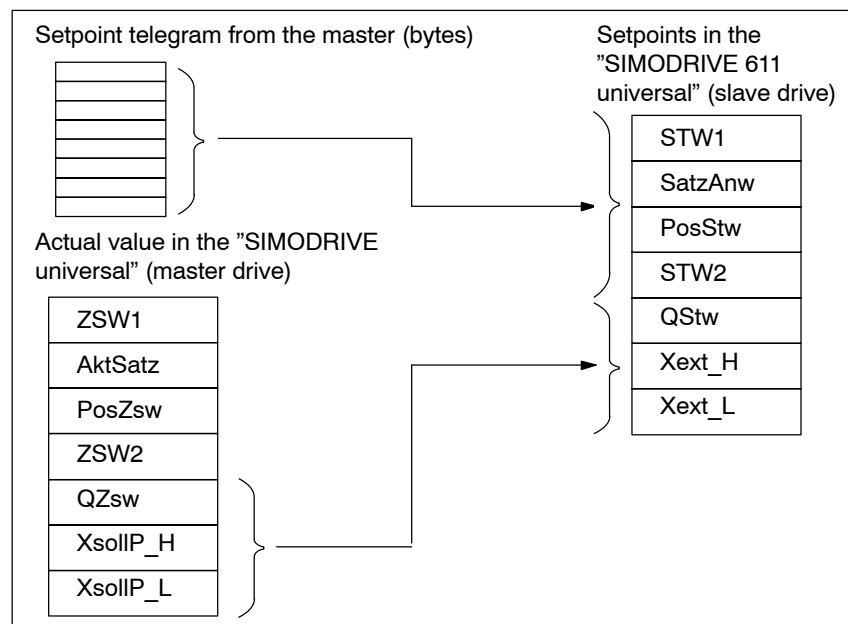 Setpoint telegram from the master (bytes)
Setpoints in the
"SIMODRIVE 611
universal" (slave drive)
STW1
SatzAnw
PosStw
STW2
QStw
Xext_H
Xext_L
Actual value in the "SIMODRIVE
universal" (master drive)
ZSW1
AktSatz
PosZsw
ZSW2
QZsw
XsollP_H
XsollP_L